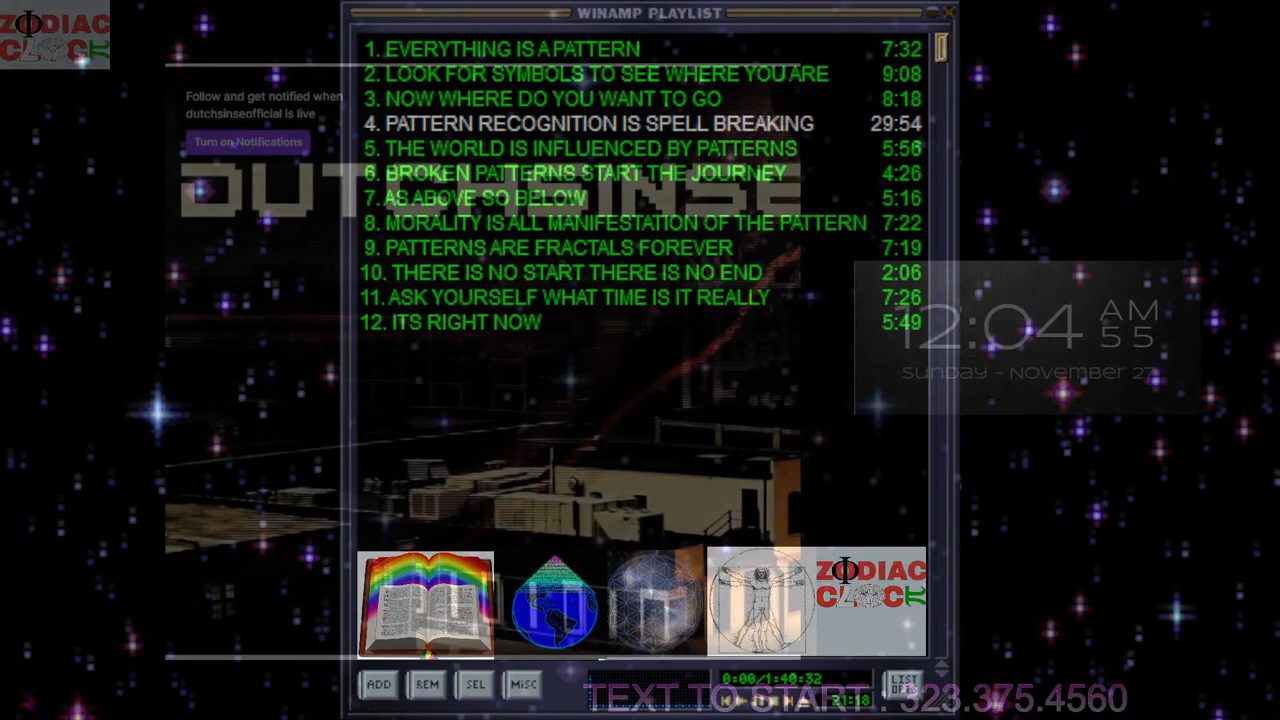 ZODIAC
CLOCK
WINAMP PLAYLIST
1. EVERYTHING IS A PATTERN 7:32
2. LOOK FOR SYMBOLS TO SEE WHERE YOU ARE 9:08
3. NOW WHERE DO YOU WANT TO GO 8:18
4. PATTERN RECOGNITION IS SPELL BREAKING 29:54
5. THE WORLD IS INFLUENCED BY PATTERNS 5:56
6. BROKEN PATTERNS START THE JOURNEY 4:26
7. AS ABOVE SO BELOW 5:16
8. MORALITY IS ALL MANIFESTATION OF THE PATTERN 7:22
9. PATTERNS ARE FRACTALS FOREVER 7:19
10. THERE IS NO START THERE IS NO END 2:06
11. ASK YOURSELF WHAT TIME IS IT REALLY 7:26
12. ITS RIGHT NOW 5:49
Follow and get notified when
dutchsinseofficial is live
Turn on Notifications
DUTCHSINSE
12:04 AM
55
Sunday - November 27
ZODIAC
CLOCK
ADD REM SEL MISC
0:00/1:40:32
21:18
LIST
OPTS
TEXT TO START : 323.375.4560